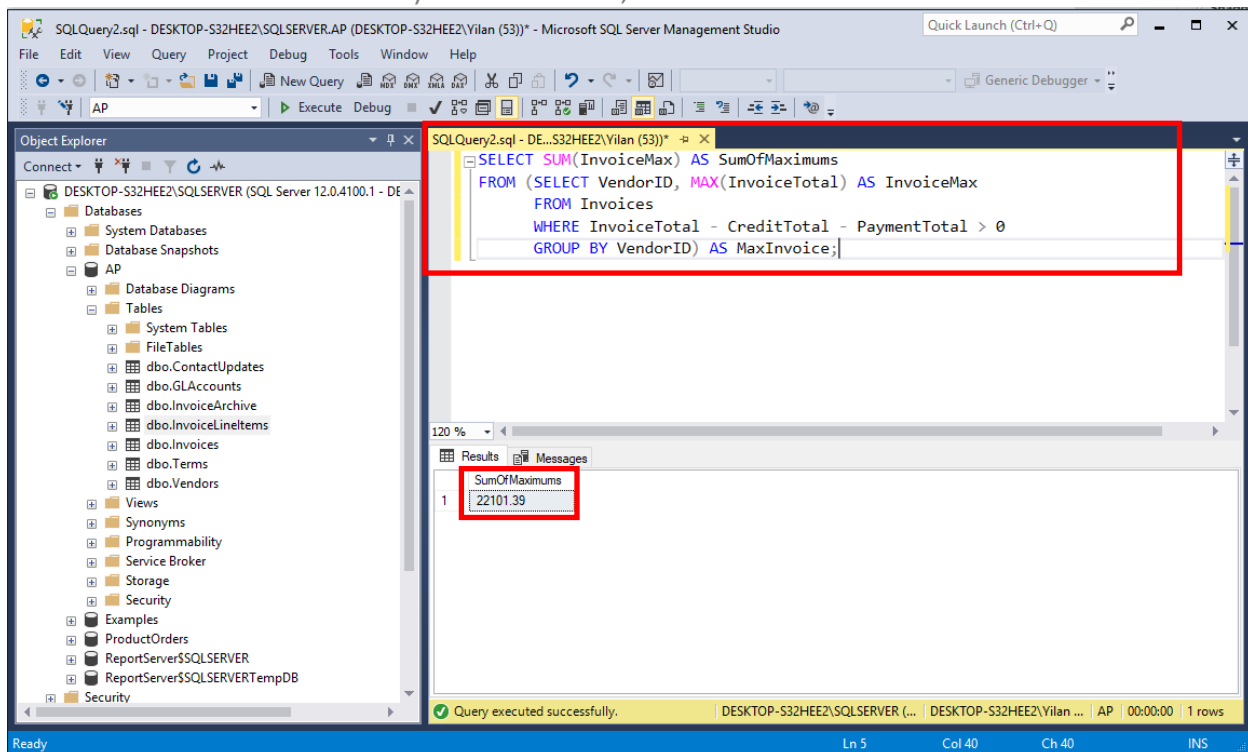 SQLQuery2.sql - DESKTOP-S32HEE2\SQLSERVER.AP (DESKTOP-S32HEE2\Yilan (53))* - Microsoft SQL Server Management Studio
Quick Launch (Ctrl+Q)
File Edit View Query Project Debug Tools Window Help
New Query MDX DMX XMLA DAX Generic Debugger
AP Execute Debug
Object Explorer
Connect
DESKTOP-S32HEE2\SQLSERVER (SQL Server 12.0.4100.1 - DE
Databases
System Databases
Database Snapshots
AP
Database Diagrams
Tables
System Tables
FileTables
dbo.ContactUpdates
dbo.GLAccounts
dbo.InvoiceArchive
dbo.InvoiceLineItems
dbo.Invoices
dbo.Terms
dbo.Vendors
Views
Synonyms
Programmability
Service Broker
Storage
Security
Examples
ProductOrders
ReportServer$SQLSERVER
ReportServer$SQLSERVERTempDB
Security
SQLQuery2.sql - DE...S32HEE2\Yilan (53))*
SELECT SUM(InvoiceMax) AS SumOfMaximums
FROM (SELECT VendorID, MAX(InvoiceTotal) AS InvoiceMax
FROM Invoices
WHERE InvoiceTotal - CreditTotal - PaymentTotal > 0
GROUP BY VendorID) AS MaxInvoice;
120 %
Results Messages
SumOfMaximums
1 22101.39
Query executed successfully. DESKTOP-S32HEE2\SQLSERVER (... DESKTOP-S32HEE2\Yilan ... AP 00:00:00 1 rows
Ready Ln 5 Col 40 Ch 40 INS